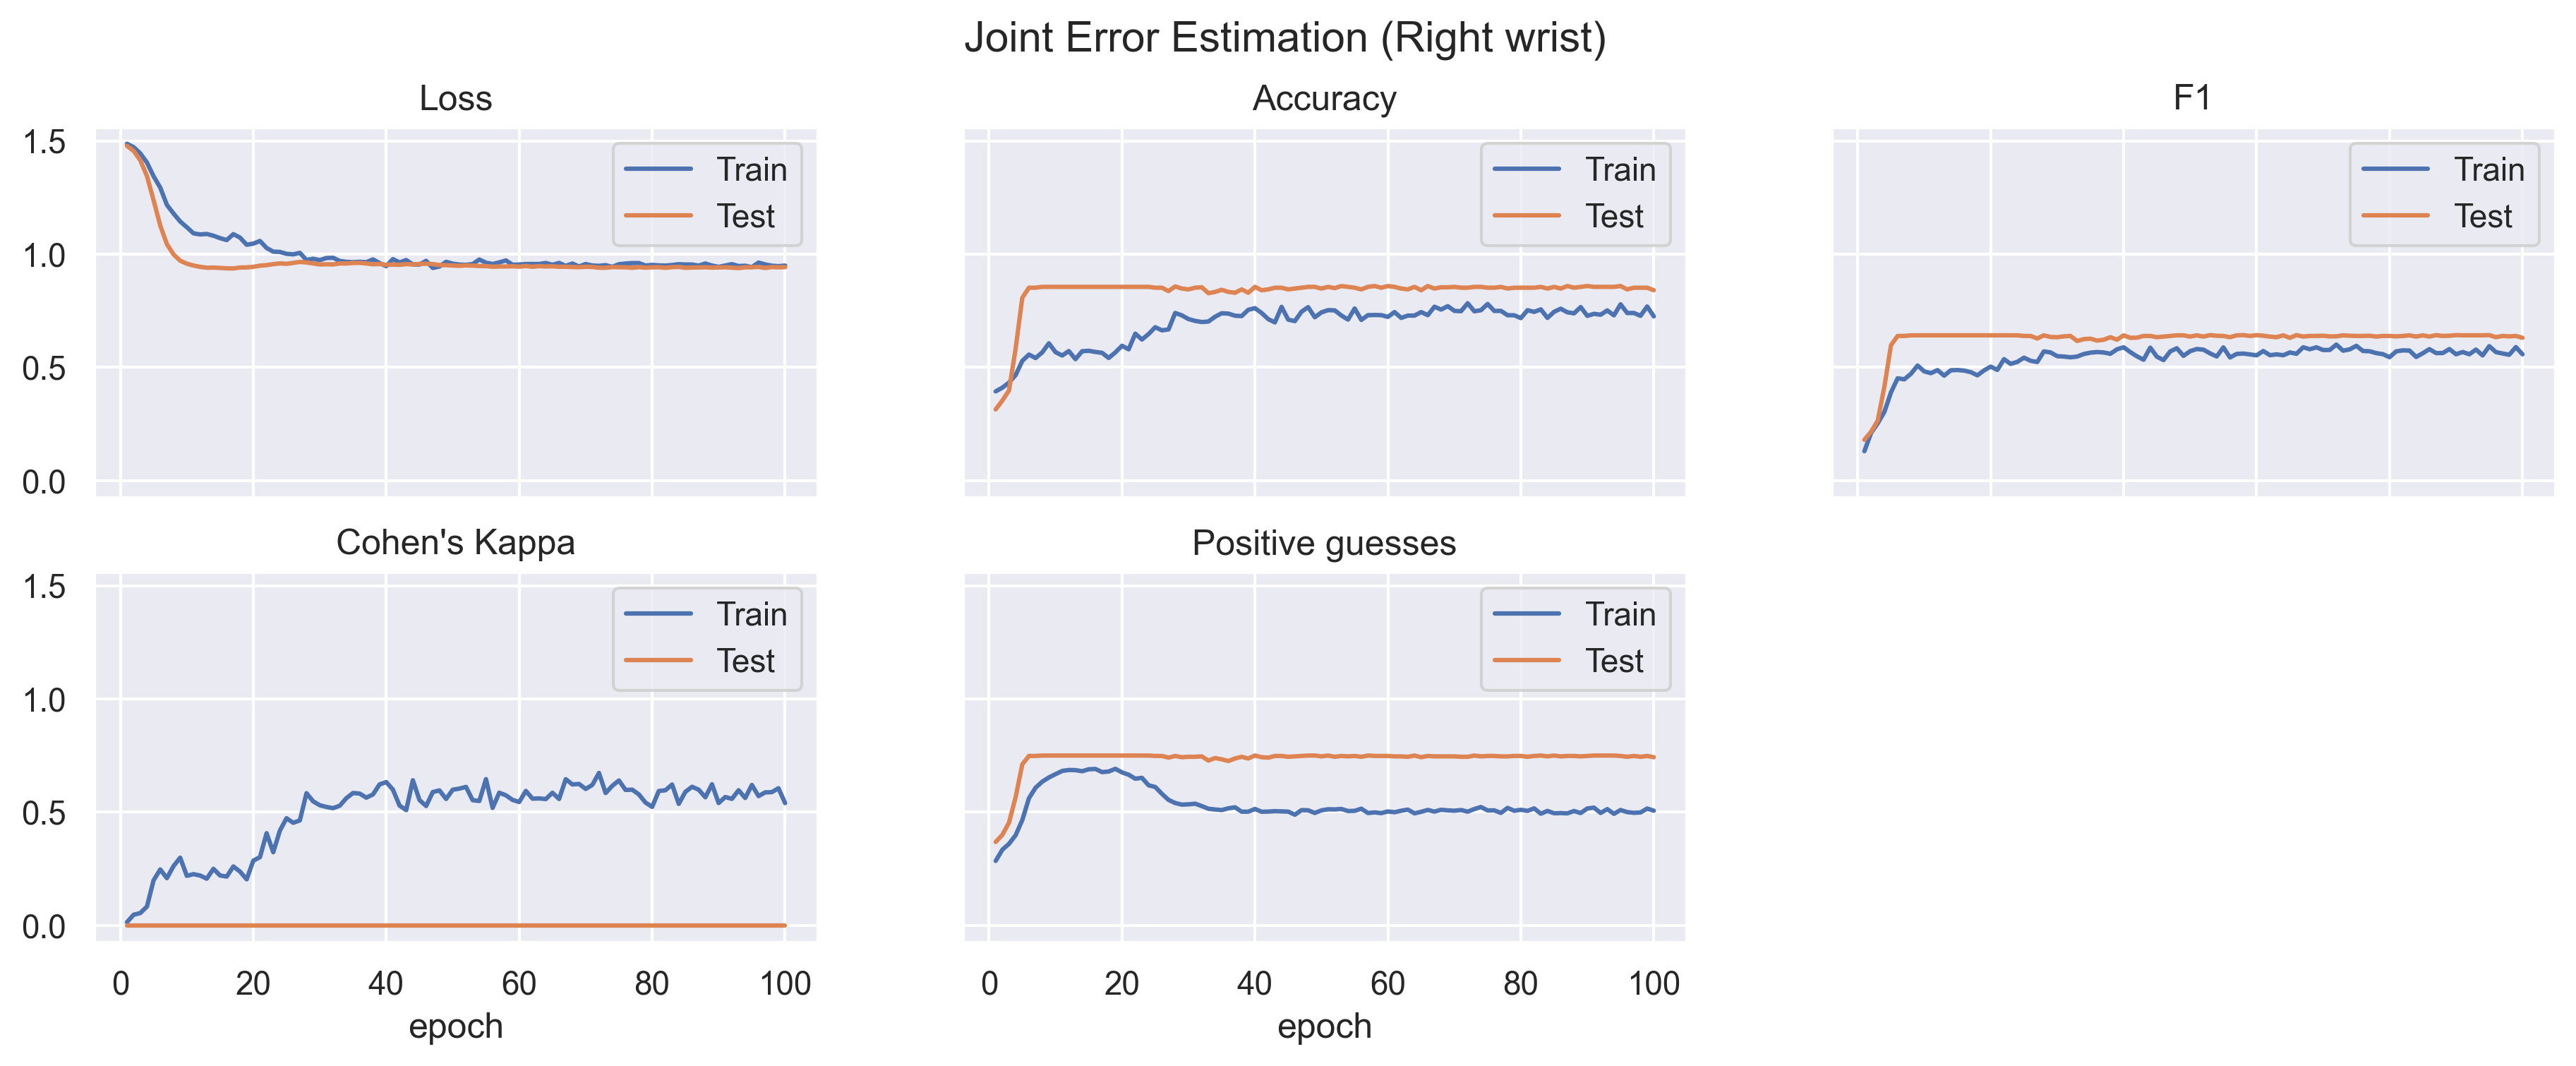 Joint Error Estimation (Right wrist)
Loss
Accuracy
F1
1.5
1.0
0.5
0.0
Train
Test
Train
Test
Train
Test
Cohen's Kappa
Positive guesses
1.5
1.0
0.5
0.0
Train
Test
Train
Test
0 20 40 60 80 100
0 20 40 60 80 100
epoch
epoch